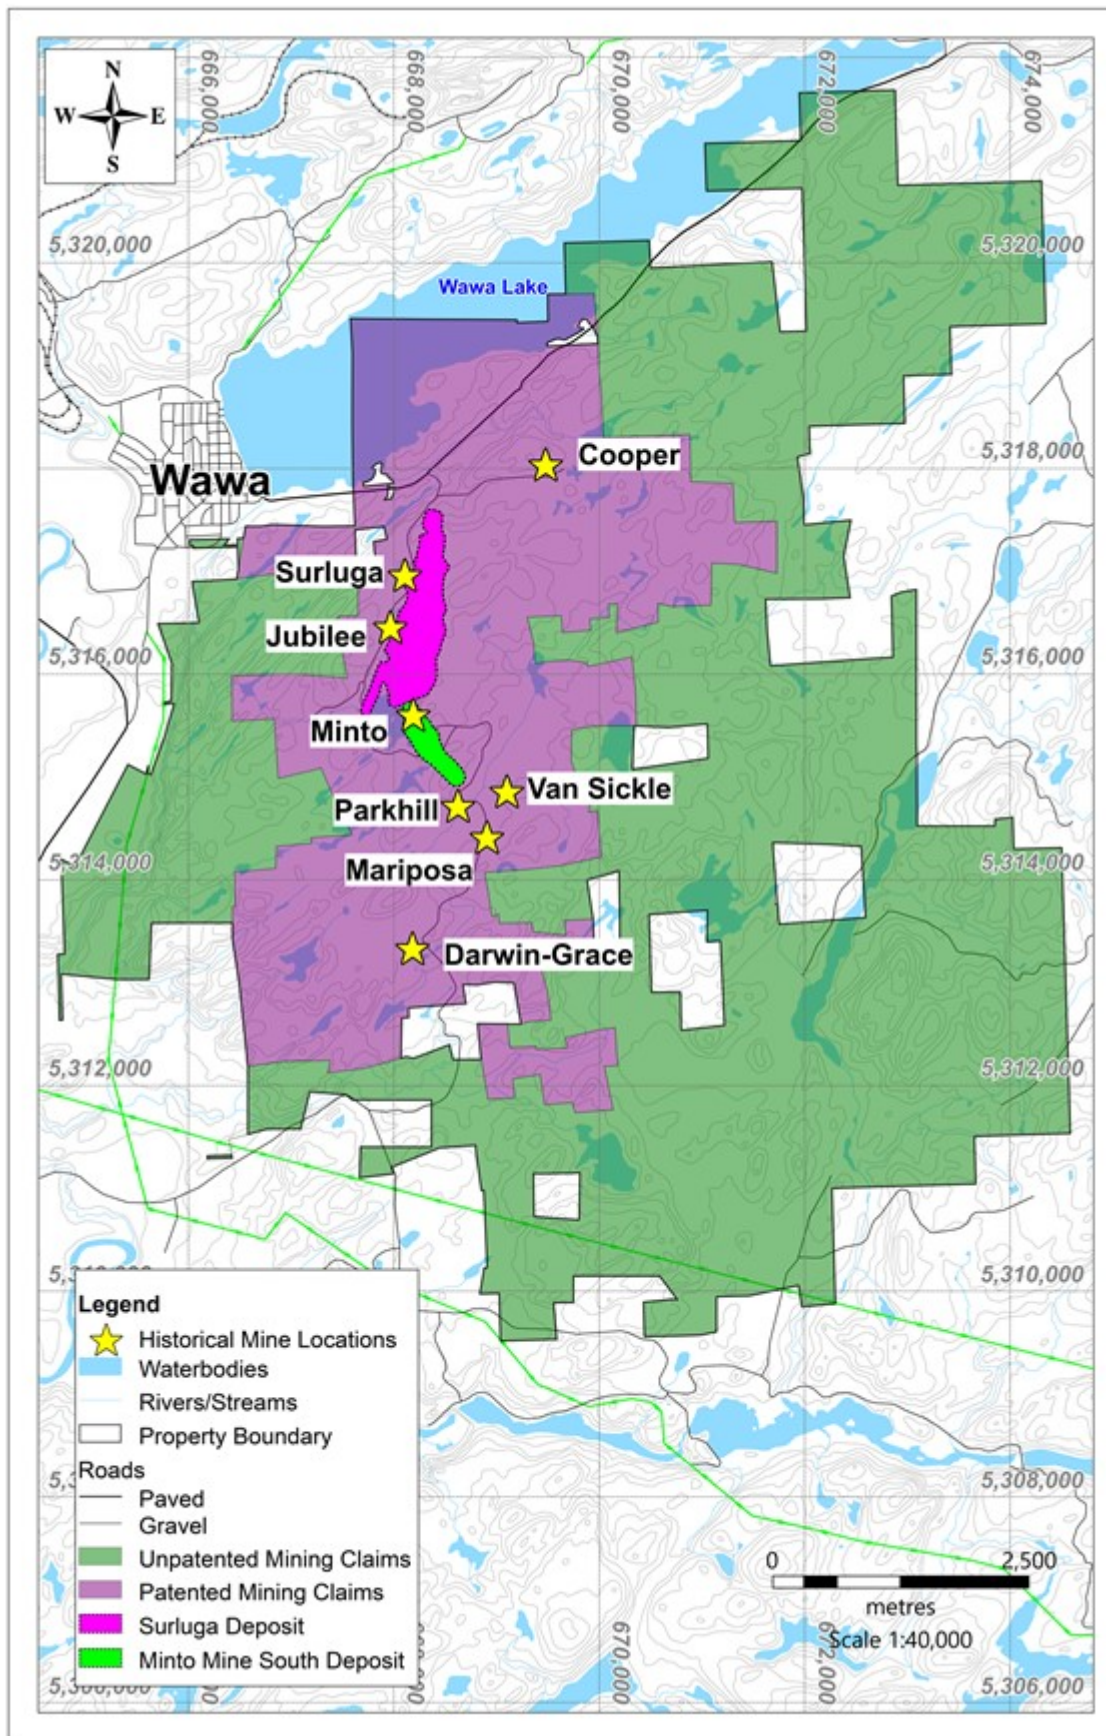 N
W E
S
666,000
668,000
670,000
672,000
674,000
5,320,000
5,320,000
Wawa Lake
5,318,000
Cooper
Wawa
Surluga
Jubilee
5,316,000
5,316,000
Minto
Van Sickle
Parkhill
Mariposa
5,314,000
5,314,000
Darwin-Grace
5,312,000
5,312,000
5,310,000
Legend
Historical Mine Locations
Waterbodies
Rivers/Streams
Property Boundary
Roads
Paved
Gravel
Unpatented Mining Claims
Patented Mining Claims
Surluga Deposit
Minto Mine South Deposit
5,308,000
0 2,500
metres
Scale 1:40,000
670,000
672,000
5,306,000